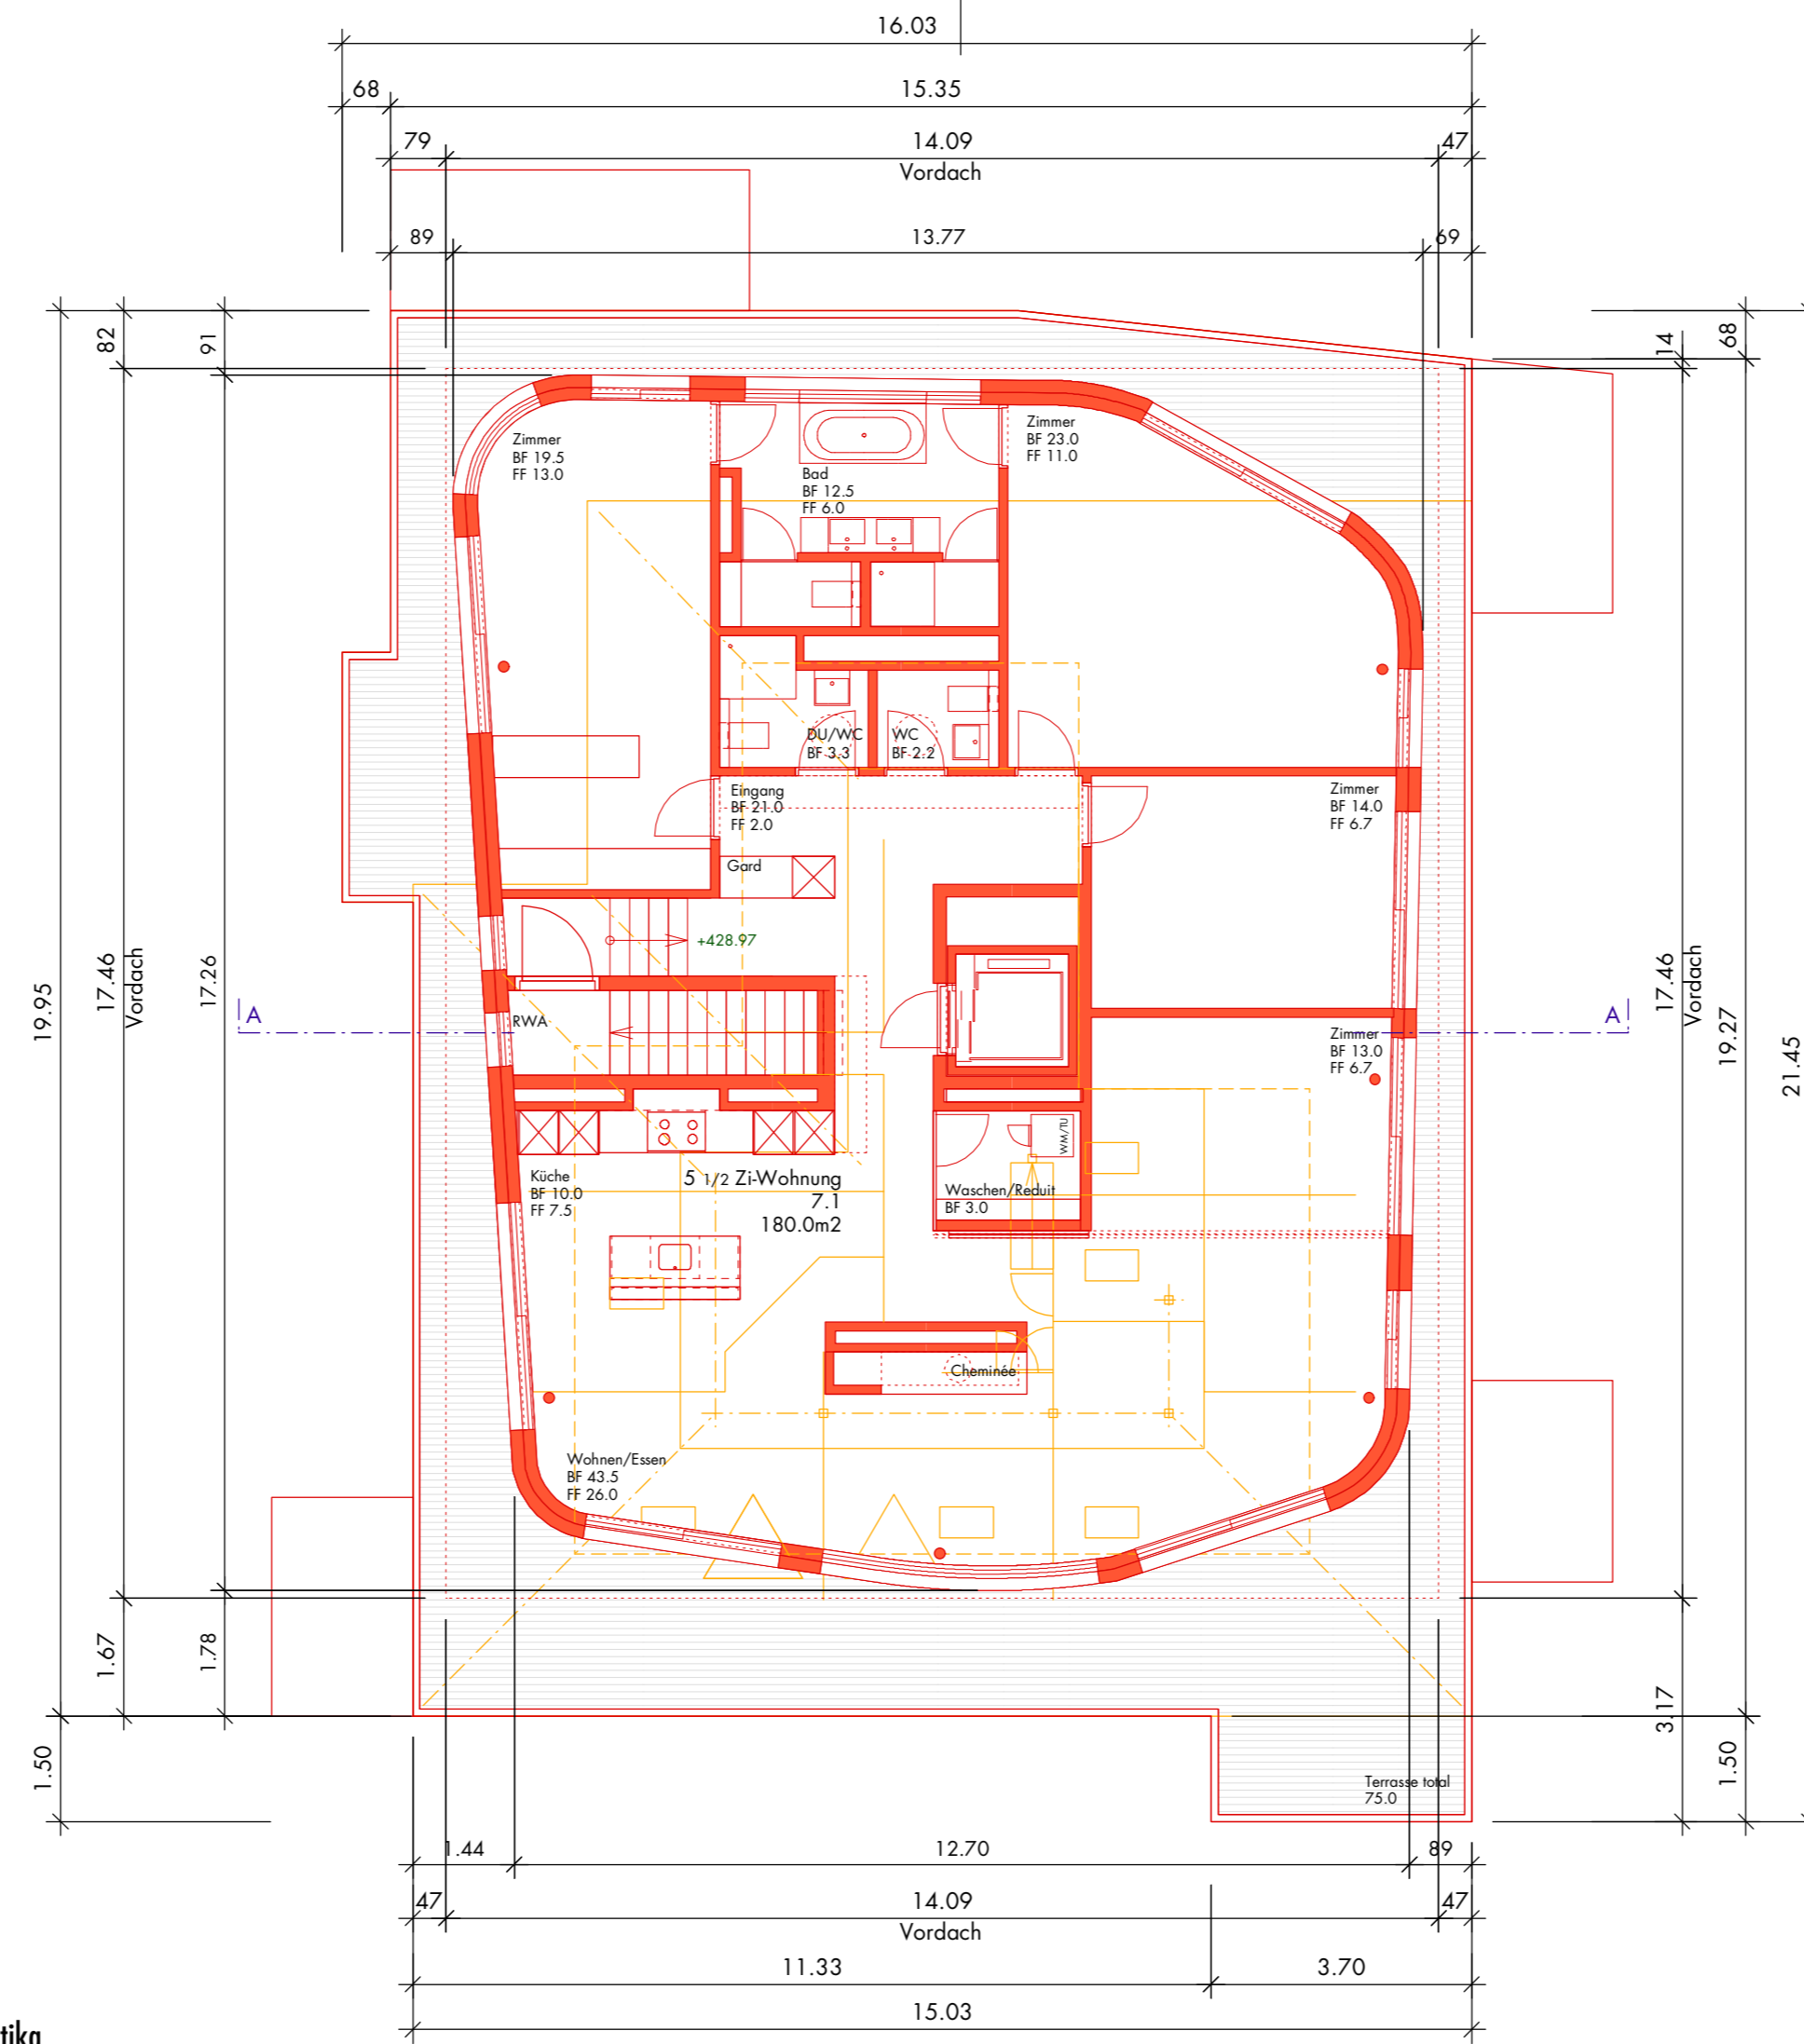 16.03
68
15.35
79
14.09
47
Vordach
89
13.77
69
82
91
14
68
Zimmer
BF 19.5
FF 13.0
Bad
BF 12.5
FF 6.0
Zimmer
BF 23.0
FF 11.0
DU/WC
BF 3.3
WC
BF 2.2
Eingang
BF 21.0
FF 2.0
Gard
Zimmer
BF 14.0
FF 6.7
+428.97
19.95
17.46
Vordach
17.26
A
RWA
A
Zimmer
BF 13.0
FF 6.7
17.46
Vordach
19.27
21.45
WM/TU
Küche
BF 10.0
FF 7.5
5 1/2 Zi-Wohnung
7.1
180.0m2
Waschen/Reduit
BF 3.0
Cheminée
Wohnen/Essen
BF 43.5
FF 26.0
1.67
1.78
3.17
1.50
1.50
Terrasse total
75.0
1.44
12.70
89
47
14.09
47
Vordach
11.33
3.70
15.03